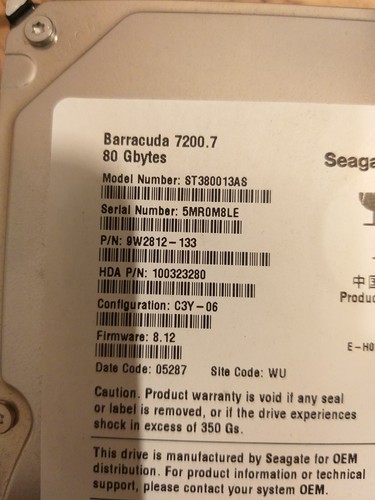 Barracuda 7200.7
80 Gbytes
Seaga
Model Number: ST380013AS
Serial Number: 5MR0M8LE
P/N: 9W2812-133
HDA P/N: 100323280
中国
Produc
Configuration: C3Y-06
Firmware: 8.12
E-H0
Date Code: 05287 Site Code: WU
Caution. Product warranty is void if any seal
or label is removed, or if the drive experiences
shock in excess of 350 Gs.
This drive is manufactured by Seagate for OEM
distribution. For product information or technical
support, please contact your system OEM.